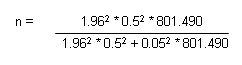 n = 1.96² * 0.5² * 801.490
1.96² * 0.5² + 0.05² * 801.490